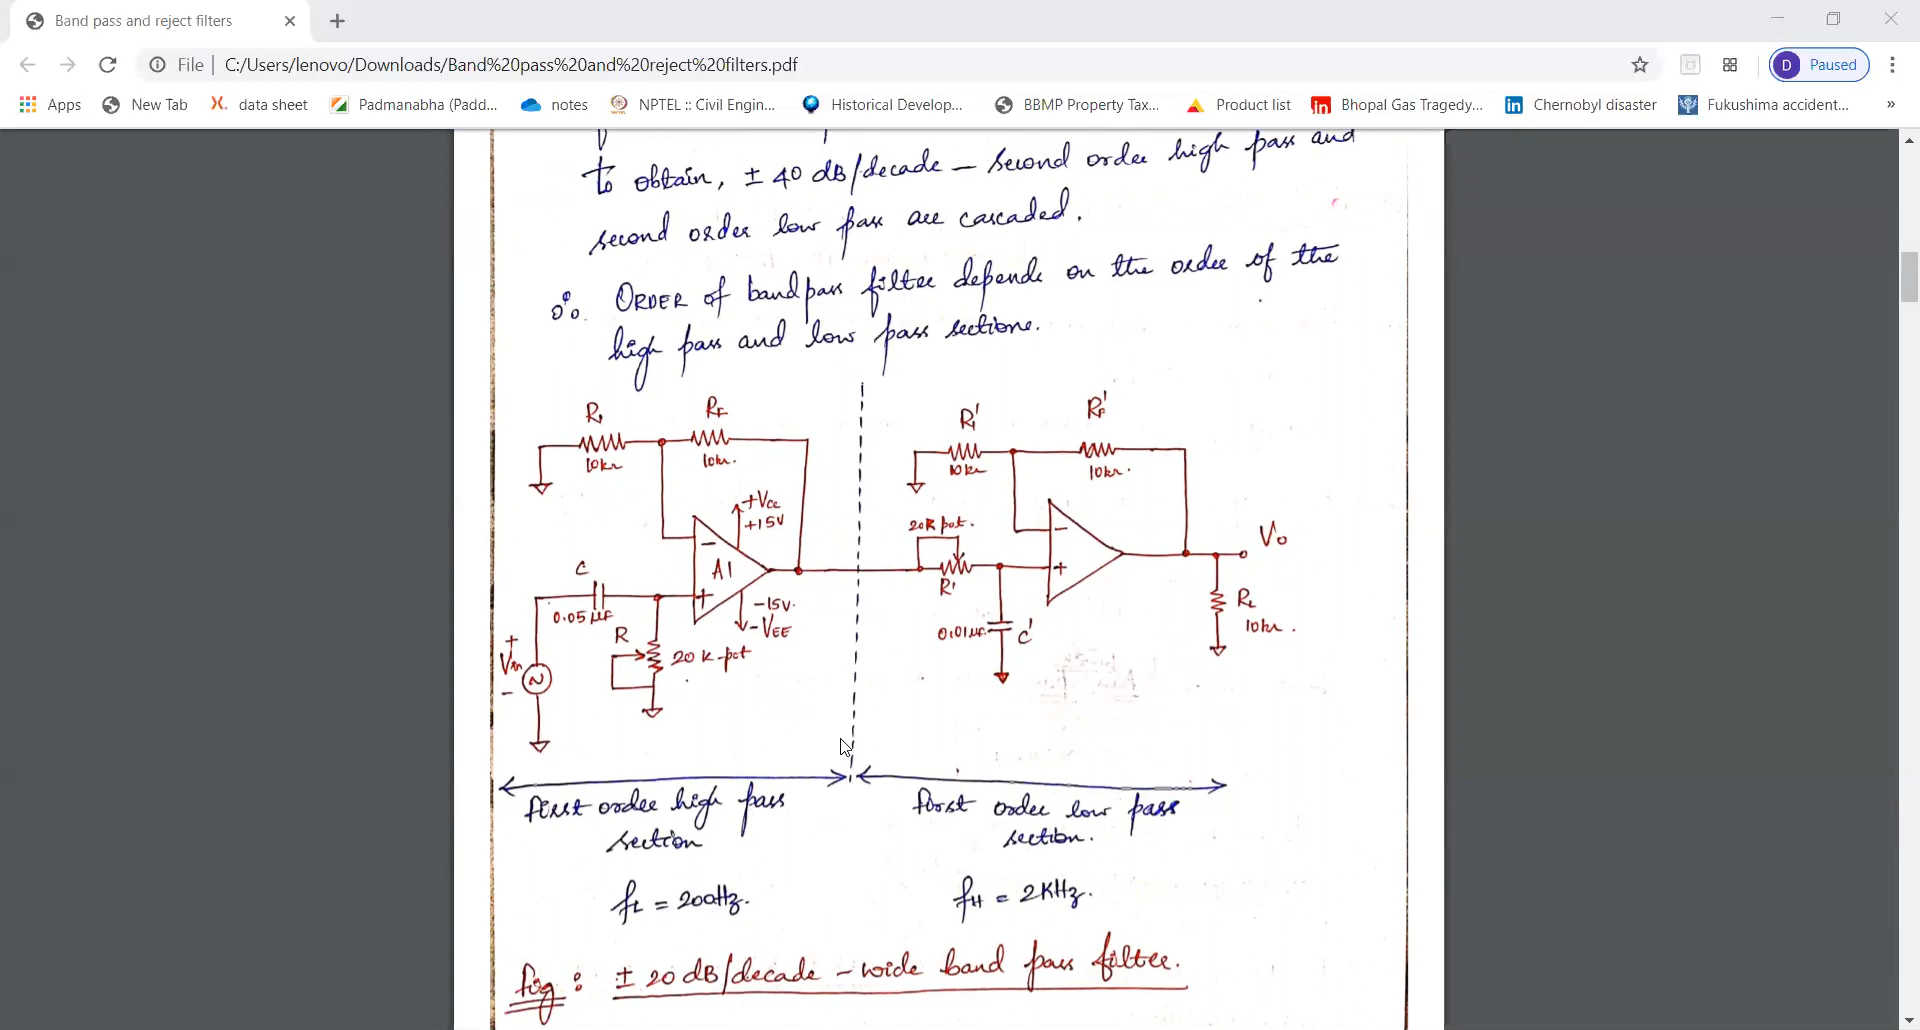 Band pass and reject filters
File | C:/Users/lenovo/Downloads/Band%20pass%20and%20reject%20filters.pdf
D Paused
Apps New Tab X. data sheet Padmanabha (Padd... notes NPTEL :: Civil Engin... Historical Develop... BBMP Property Tax... Product list Bhopal Gas Tragedy... Chernobyl disaster Fukushima accident... »
to obtain, ± 40 dB/decade – second order high pass and
second order low pass are cascaded.
ORDER of bandpass filter depends on the order of the
high pass and low pass sections.
R1 RF R1' RF'
10kΩ 10kΩ. 10kΩ 10kΩ.
+VCC
+15V
20K pot.
V0
C
A1
0.05 μF
R'
-15V.
-VEE
RL
10kΩ.
R
20 K-pot
0.01μF. C'
+
Vin
-
first order high pass
section
first order low pass
section.
fL = 200Hz.
fH = 2KHz.
fig : ± 20 dB/decade – wide band pass filter.